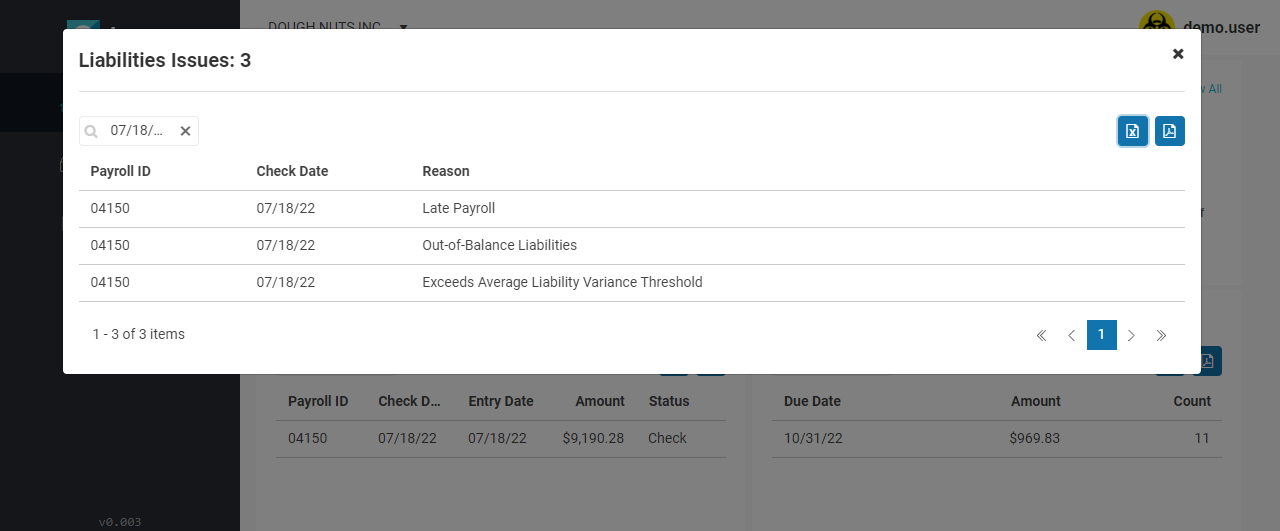 DOUGH NUTS INC
demo.user
Liabilities Issues: 3
All
07/18/...
Payroll ID Check Date Reason
04150 07/18/22 Late Payroll
04150 07/18/22 Out-of-Balance Liabilities
04150 07/18/22 Exceeds Average Liability Variance Threshold
1 - 3 of 3 items
1
Payroll ID Check D... Entry Date Amount Status
04150 07/18/22 07/18/22 $9,190.28 Check
Due Date Amount Count
10/31/22 $969.83 11
v0.003